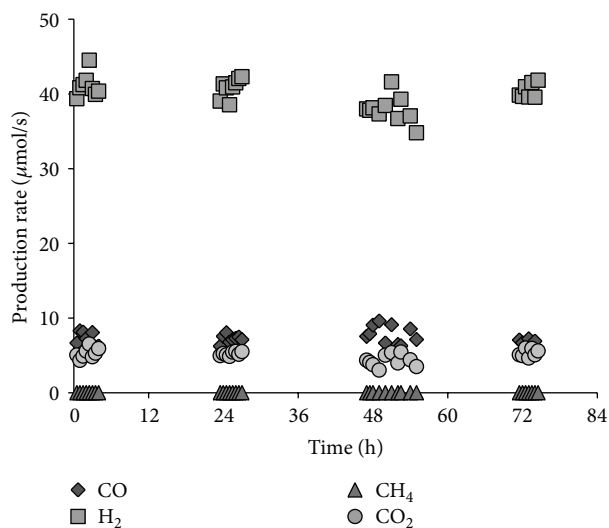 50
40
30
20
10
0
Production rate (μmol/s)
0 12 24 36 48 60 72 84
Time (h)
CO
H₂
CH₄
CO₂